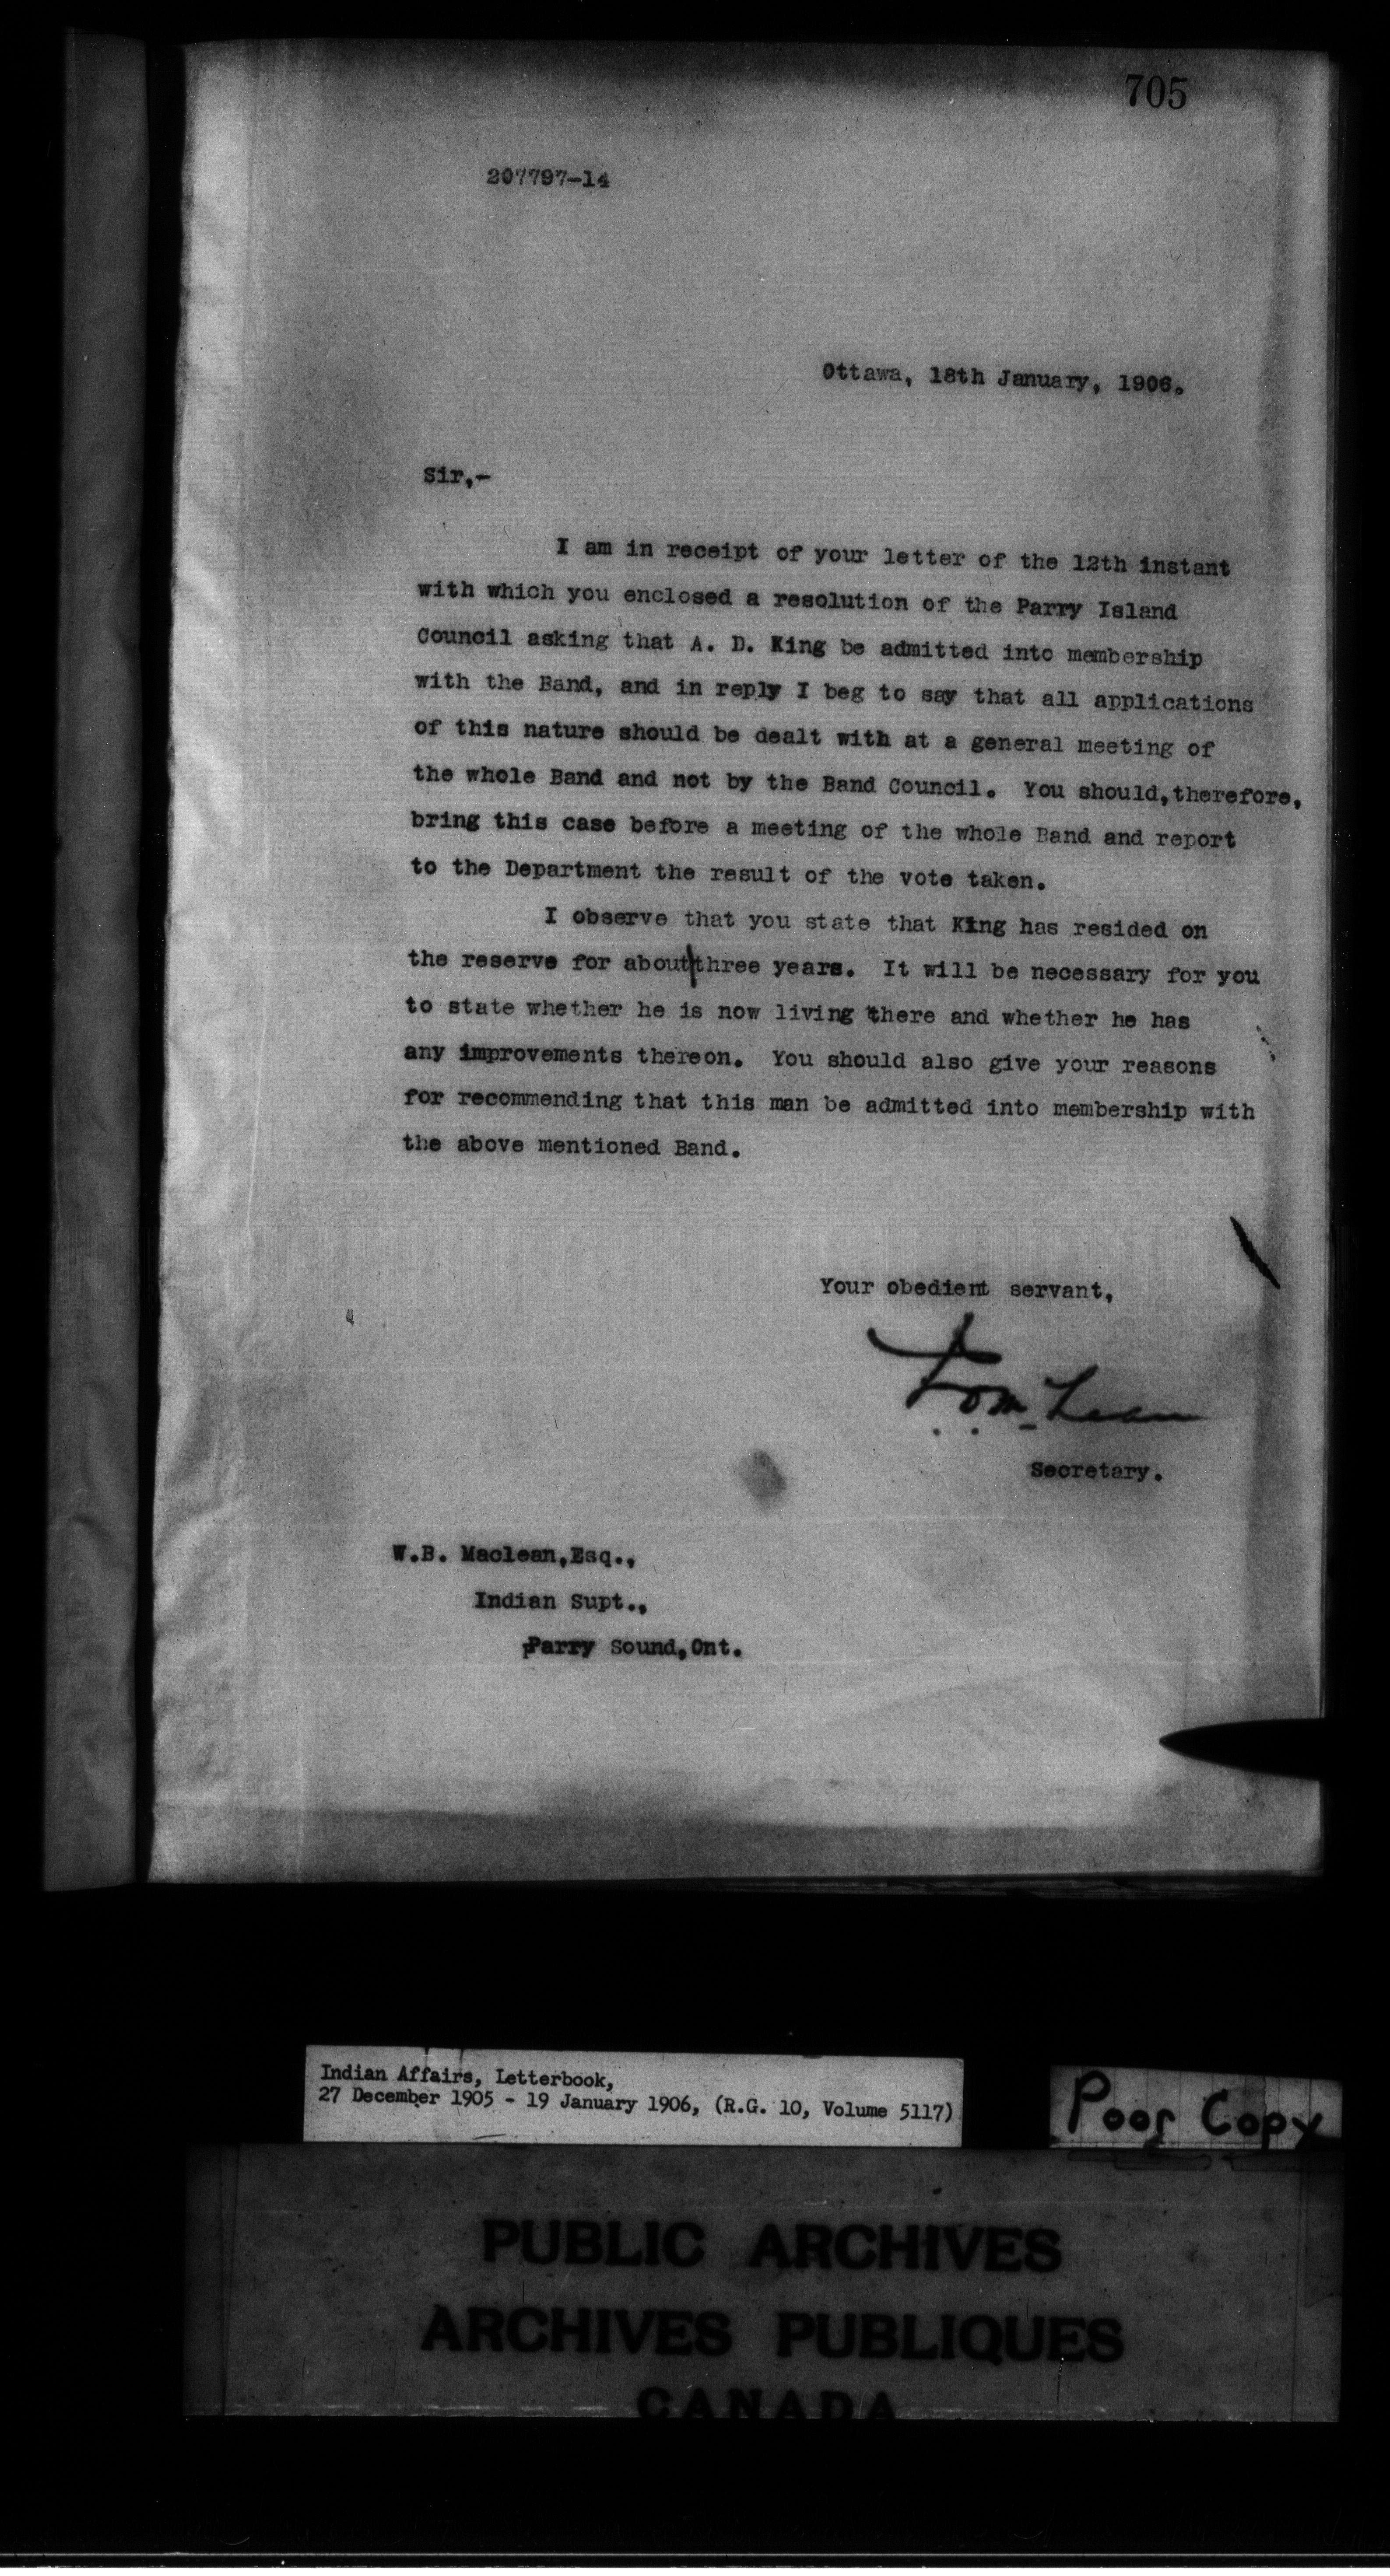 705
207797-14
Ottawa, 18th January, 1906.
Sir,-
I am in receipt of your letter of the 12th instant
with which you enclosed a resolution of the Parry Island
Council asking that A. D. King be admitted into membership
with the Band, and in reply I beg to say that all applications
of this nature should be dealt with at a general meeting of
the whole Band and not by the Band Council. You should,therefore,
bring this case before a meeting of the whole Band and report
to the Department the result of the vote taken.
I observe that you state that King has resided on
the reserve for about|three years. It will be necessary for you
to state whether he is now living there and whether he has
any improvements thereon. You should also give your reasons
for recommending that this man be admitted into membership with
the above mentioned Band.
Your obedient servant,
Secretary.
W.B. Maclean,Esq.,
Indian Supt.,
Parry Sound,Ont.
Indian Affairs, Letterbook,
27 December 1905 - 19 January 1906, (R.G. 10, Volume 5117)
Poor Copy
PUBLIC ARCHIVES
ARCHIVES PUBLIQUES
CANADA